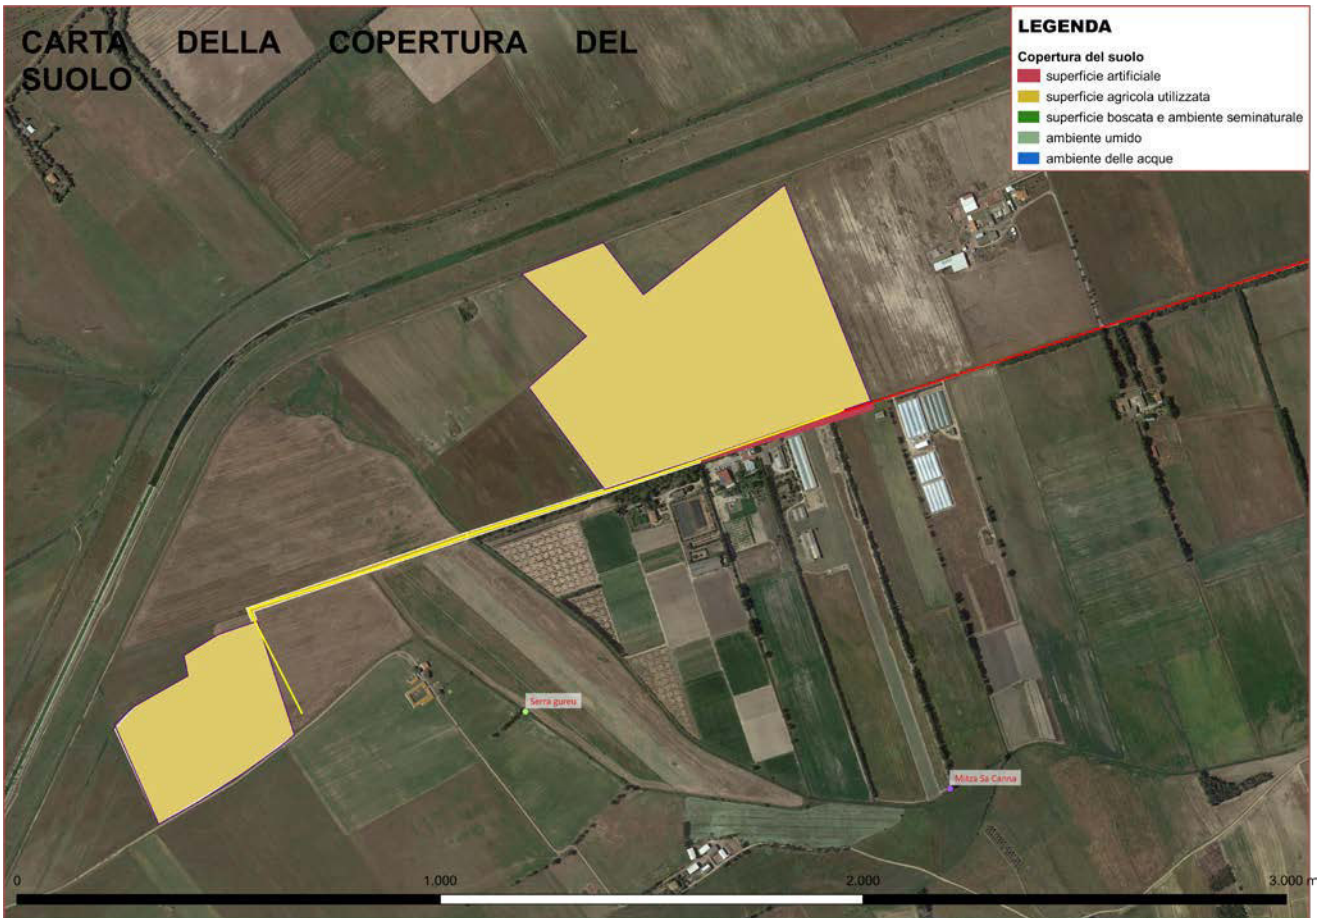 CARTA DELLA COPERTURA DEL
SUOLO
LEGENDA
Copertura del suolo
superficie artificiale
superficie agricola utilizzata
superficie boscata e ambiente seminaturale
ambiente umido
ambiente delle acque
Serra gureu
Mitza Sa Canna
0 1.000 2.000 3.000 m